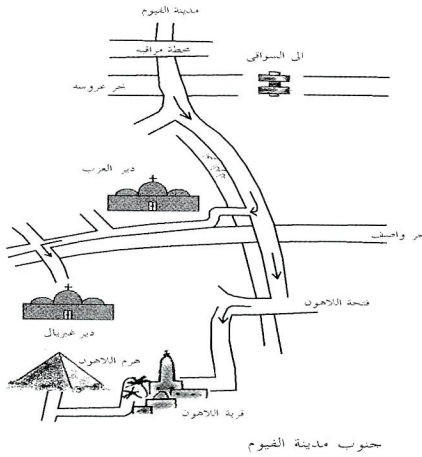 مدينة الفيوم
محطة مراقبه
الى السواقى
بحر عروسه
دير العزب
بحر واصف
فتحة اللاهون
دير غبريال
هرم اللاهون
قرية اللاهون
جنوب مدينة الفيوم